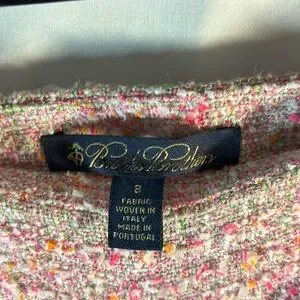 Brooks Brothers
8
FABRIC
WOVEN IN
ITALY
MADE IN
PORTUGAL